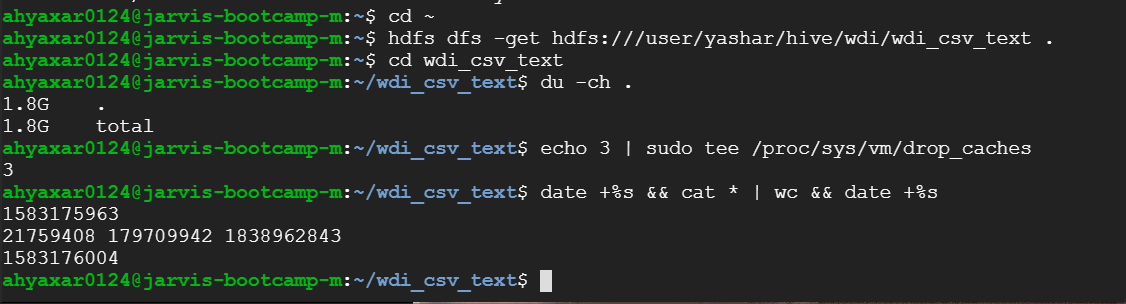 ahyaxar0124@jarvis-bootcamp-m:~$ cd ~
ahyaxar0124@jarvis-bootcamp-m:~$ hdfs dfs -get hdfs:///user/yashar/hive/wdi/wdi_csv_text .
ahyaxar0124@jarvis-bootcamp-m:~$ cd wdi_csv_text
ahyaxar0124@jarvis-bootcamp-m:~/wdi_csv_text$ du -ch .
1.8G    .
1.8G    total
ahyaxar0124@jarvis-bootcamp-m:~/wdi_csv_text$ echo 3 | sudo tee /proc/sys/vm/drop_caches
3
ahyaxar0124@jarvis-bootcamp-m:~/wdi_csv_text$ date +%s && cat * | wc && date +%s
1583175963
21759408 179709942 1838962843
1583176004
ahyaxar0124@jarvis-bootcamp-m:~/wdi_csv_text$